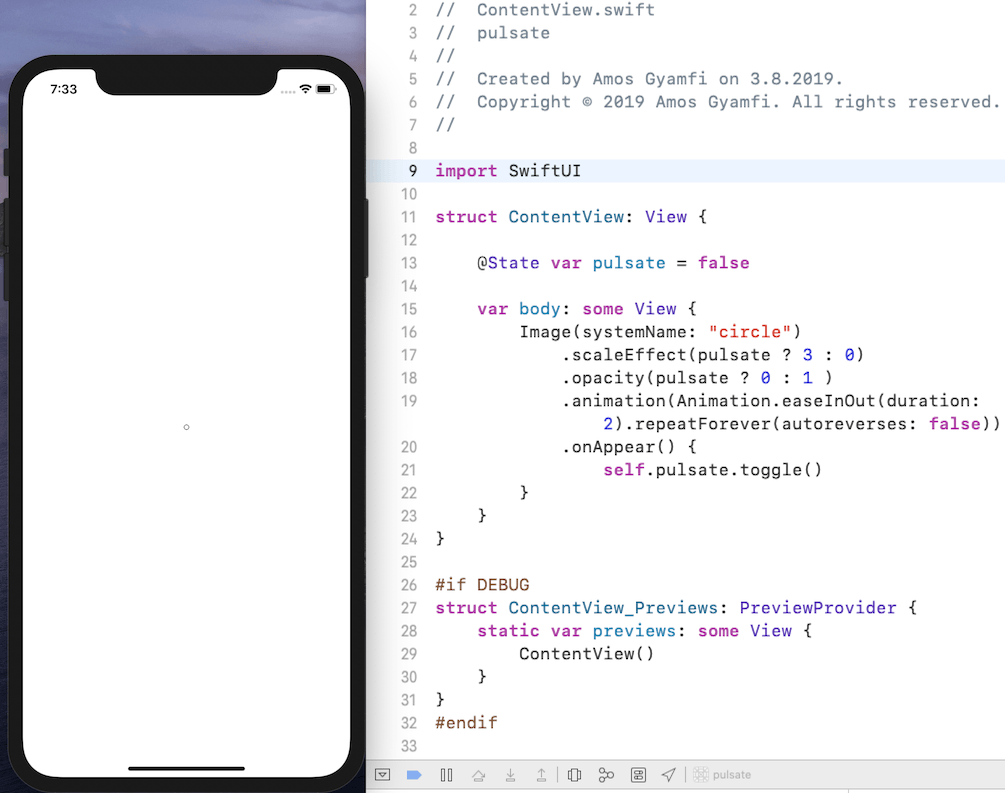 7:33
2 //  ContentView.swift
3 //  pulsate
4 //
5 //  Created by Amos Gyamfi on 3.8.2019.
6 //  Copyright © 2019 Amos Gyamfi. All rights reserved.
7 //
8
9 import SwiftUI
10
11 struct ContentView: View {
12
13     @State var pulsate = false
14
15     var body: some View {
16         Image(systemName: "circle")
17             .scaleEffect(pulsate ? 3 : 0)
18             .opacity(pulsate ? 0 : 1 )
19             .animation(Animation.easeInOut(duration:
                2).repeatForever(autoreverses: false))
20             .onAppear() {
21                 self.pulsate.toggle()
22         }
23     }
24 }
25
26 #if DEBUG
27 struct ContentView_Previews: PreviewProvider {
28     static var previews: some View {
29         ContentView()
30     }
31 }
32 #endif
33
pulsate